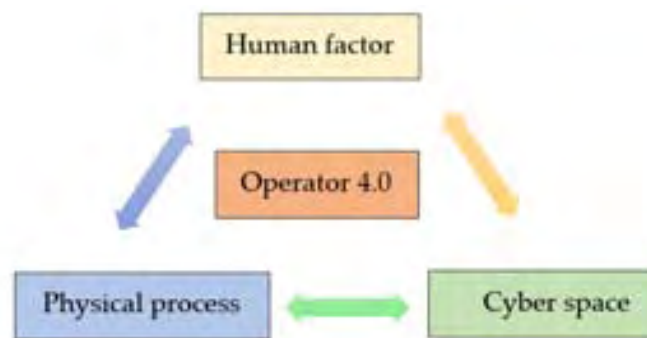 Human factor
Operator 4.0
Physical process
Cyber space